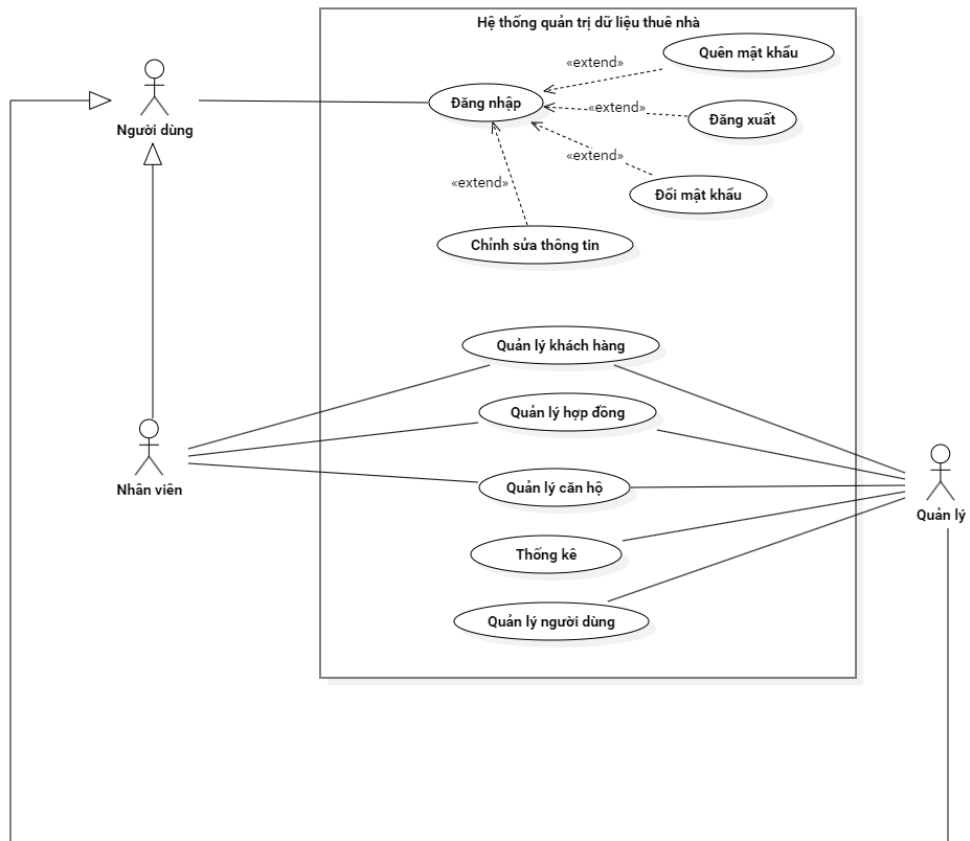 Hệ thống quản trị dữ liệu thuê nhà
Quên mật khẩu
«extend»
Đăng nhập
«extend»
Đăng xuất
Người dùng
«extend»
«extend»
Đổi mật khẩu
Chỉnh sửa thông tin
Quản lý khách hàng
Quản lý hợp đồng
Nhân viên
Quản lý căn hộ
Quản lý
Thống kê
Quản lý người dùng